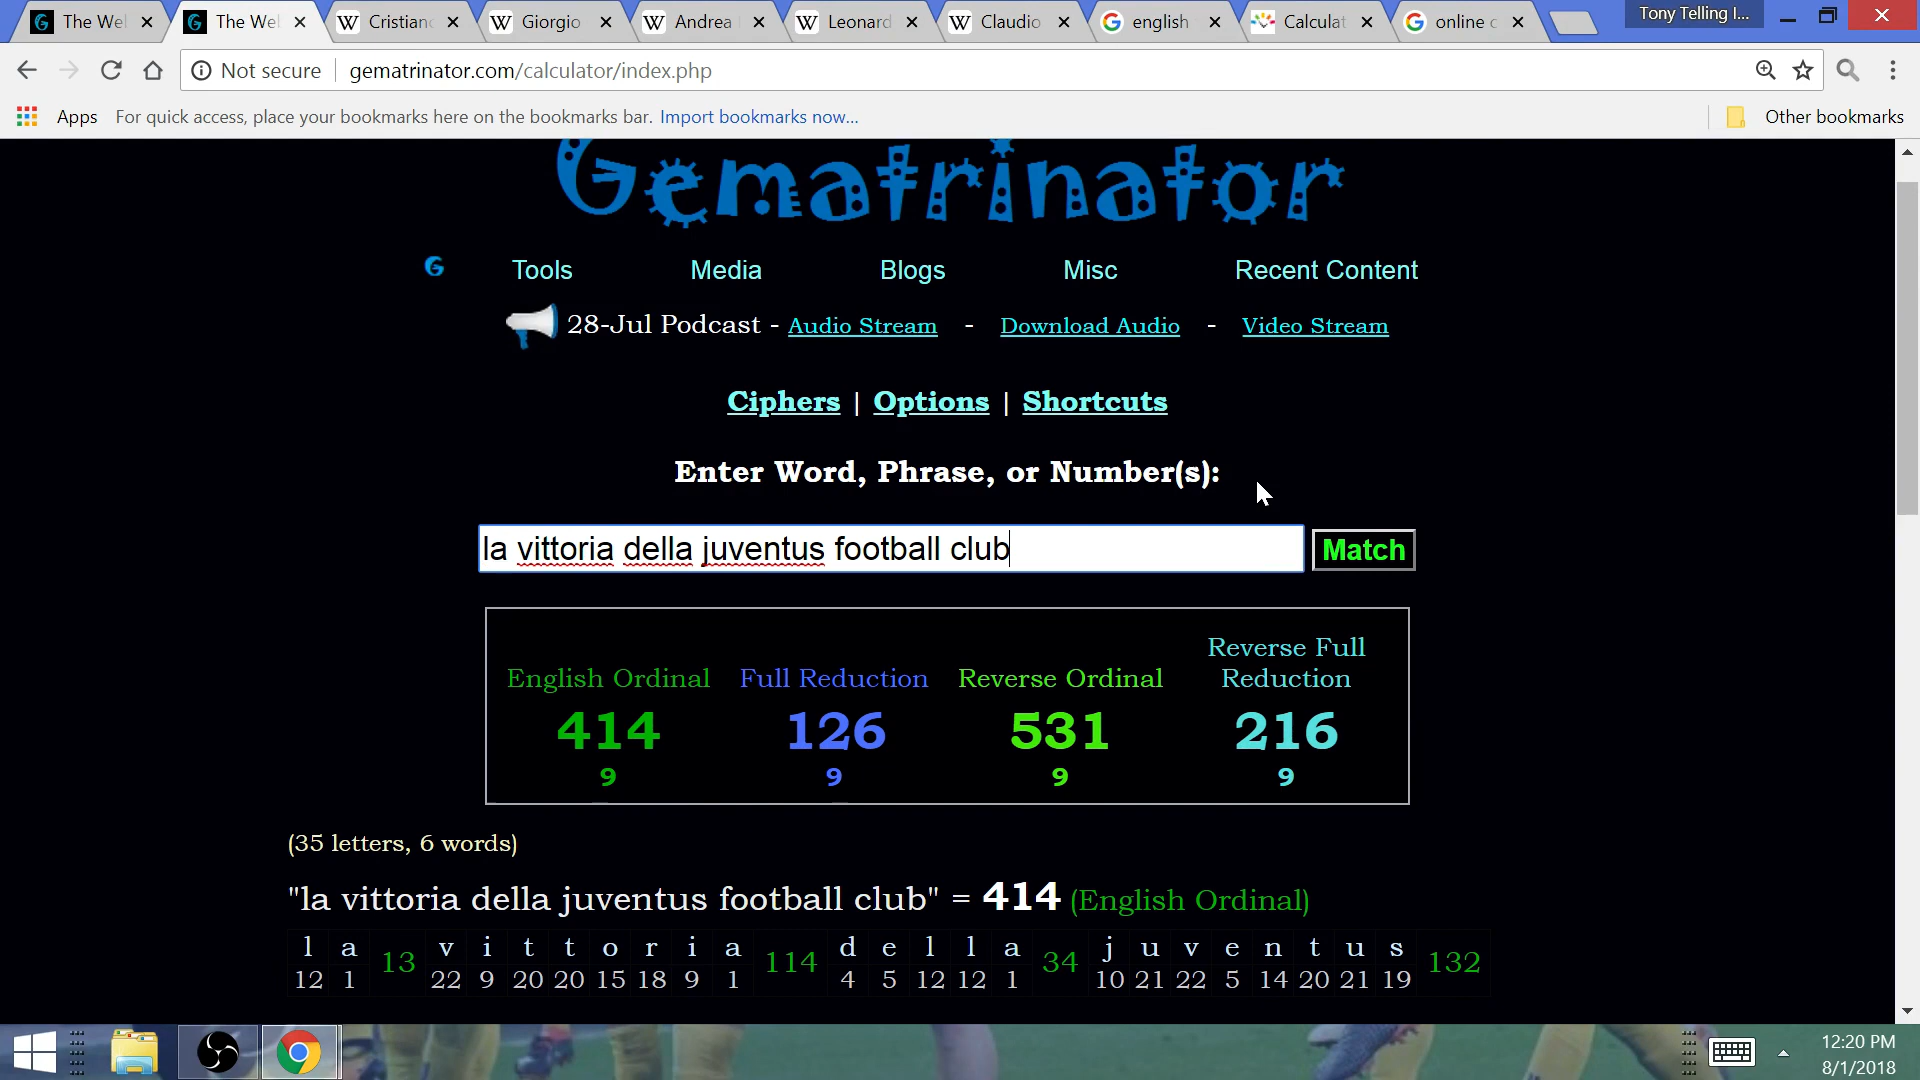 The Wel
The Wel
Cristianc
Giorgio
Andrea
Leonard
Claudio
english
Calculat
online c
Tony Telling I...
Not secure
gematrinator.com/calculator/index.php
Apps
For quick access, place your bookmarks here on the bookmarks bar. Import bookmarks now...
Other bookmarks
Gematrinator
G Tools Media Blogs Misc Recent Content
28-Jul Podcast - Audio Stream - Download Audio - Video Stream
Ciphers | Options | Shortcuts
Enter Word, Phrase, or Number(s):
la vittoria della juventus football club
Match
English Ordinal Full Reduction Reverse Ordinal Reverse Full Reduction
414 126 531 216
9 9 9 9
(35 letters, 6 words)
"la vittoria della juventus football club" = 414 (English Ordinal)
l a 13 v i t t o r i a 114 d e l l a 34 j u v e n t u s 132
12 1 22 9 20 20 15 18 9 1 4 5 12 12 1 10 21 22 5 14 20 21 19
12:20 PM
8/1/2018